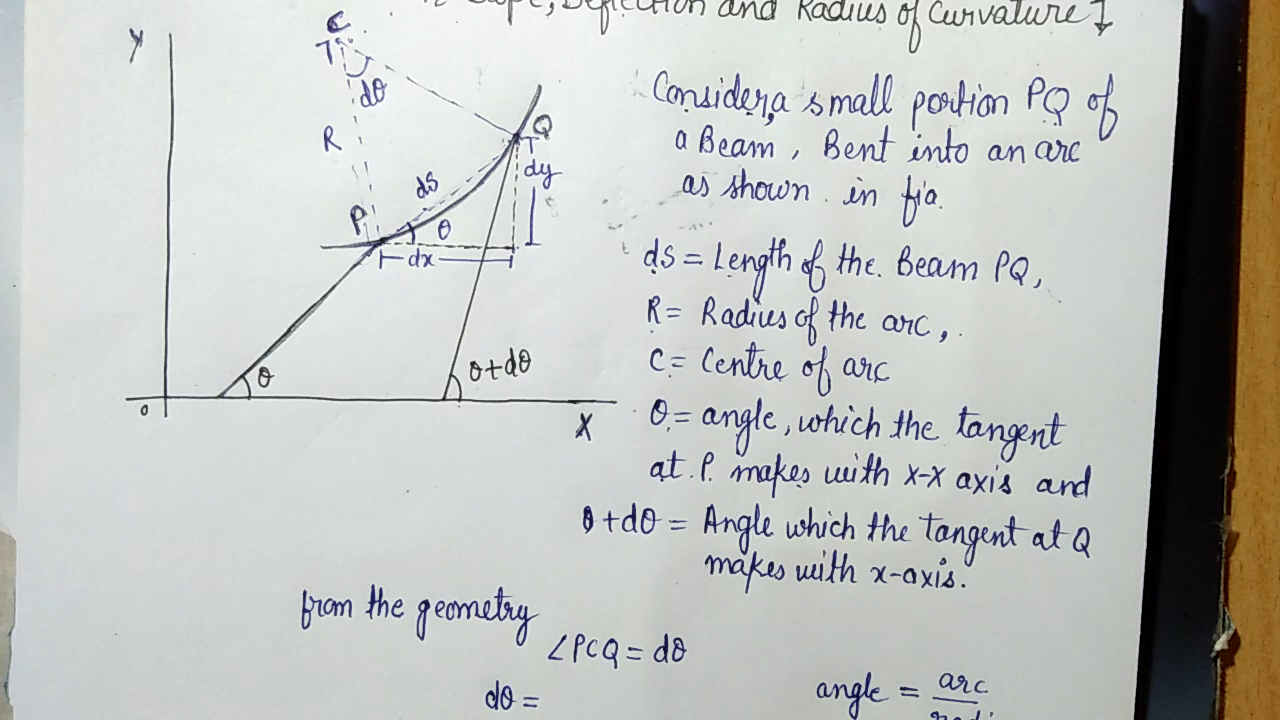 Slope, Deflection and Radius of Curvature
y
C
dθ
R
Q
ds
dy
P
θ
dx
θ
θ+dθ
0
X
Consider,a small portion PQ of
a Beam, Bent into an arc
as shown. in fig.
ds = Length of the. Beam PQ,
R = Radius of the arc,.
C = Centre of arc
θ = angle, which the tangent
at. P. makes with x-x axis and
θ+dθ = Angle which the tangent at Q
makes with x-axis.
from the geometry
∠PCQ = dθ
dθ =
angle = arc